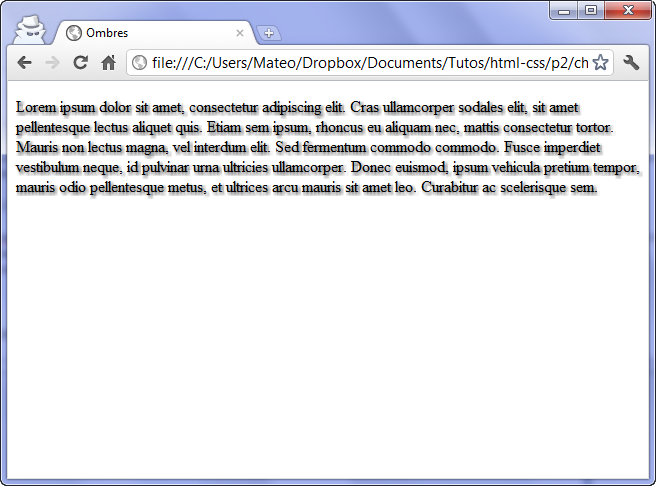 Ombres
file:///C:/Users/Mateo/Dropbox/Documents/Tutos/html-css/p2/ch
Lorem ipsum dolor sit amet, consectetur adipiscing elit. Cras ullamcorper sodales elit, sit amet
pellentesque lectus aliquet quis. Etiam sem ipsum, rhoncus eu aliquam nec, mattis consectetur tortor.
Mauris non lectus magna, vel interdum elit. Sed fermentum commodo commodo. Fusce imperdiet
vestibulum neque, id pulvinar urna ultricies ullamcorper. Donec euismod, ipsum vehicula pretium tempor,
mauris odio pellentesque metus, et ultrices arcu mauris sit amet leo. Curabitur ac scelerisque sem.